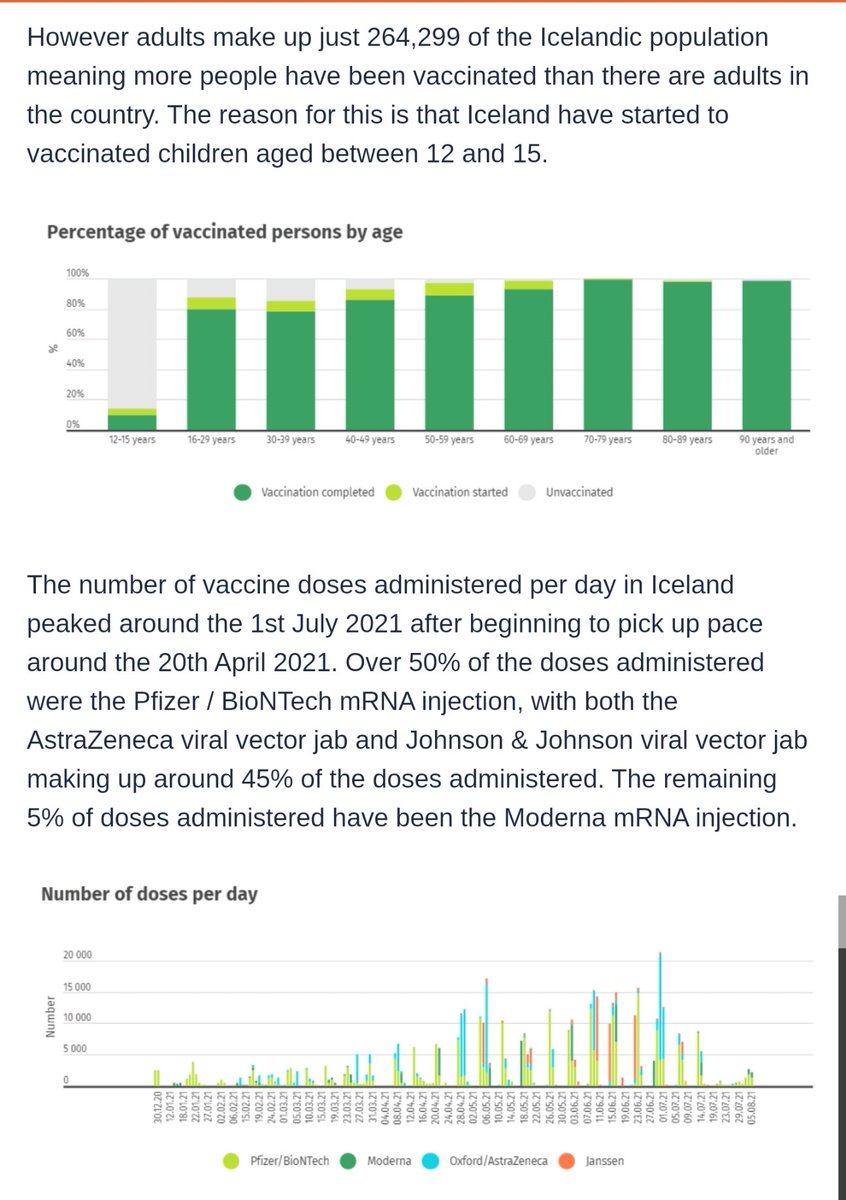 However adults make up just 264,299 of the Icelandic population
meaning more people have been vaccinated than there are adults in
the country. The reason for this is that Iceland have started to
vaccinated children aged between 12 and 15.
Percentage of vaccinated persons by age
100%
80%
60%
40%
20%
0%
%
12-15 years 16-29 years 30-39 years 40-49 years 50-59 years 60-69 years 70-79 years 80-89 years 90 years and
older
Vaccination completed Vaccination started Unvaccinated
The number of vaccine doses administered per day in Iceland
peaked around the 1st July 2021 after beginning to pick up pace
around the 20th April 2021. Over 50% of the doses administered
were the Pfizer / BioNTech mRNA injection, with both the
AstraZeneca viral vector jab and Johnson & Johnson viral vector jab
making up around 45% of the doses administered. The remaining
5% of doses administered have been the Moderna mRNA injection.
Number of doses per day
20 000
15 000
10 000
5 000
0
Number
30.12.20 12.01.21 18.01.21 22.01.21 27.01.21 02.02.21 06.02.21 15.02.21 19.02.21 24.02.21 01.03.21 05.03.21 10.03.21 15.03.21 19.03.21 23.03.21 27.03.21 31.03.21 04.04.21 08.04.21 12.04.21 16.04.21 20.04.21 24.04.21 28.04.21 02.05.21 06.05.21 10.05.21 14.05.21 18.05.21 22.05.21 26.05.21 30.05.21 03.06.21 07.06.21 11.06.21 15.06.21 19.06.21 23.06.21 27.06.21 01.07.21 05.07.21 09.07.21 14.07.21 19.07.21 23.07.21 29.07.21 05.08.21
Pfizer/BioNTech Moderna Oxford/AstraZeneca Janssen